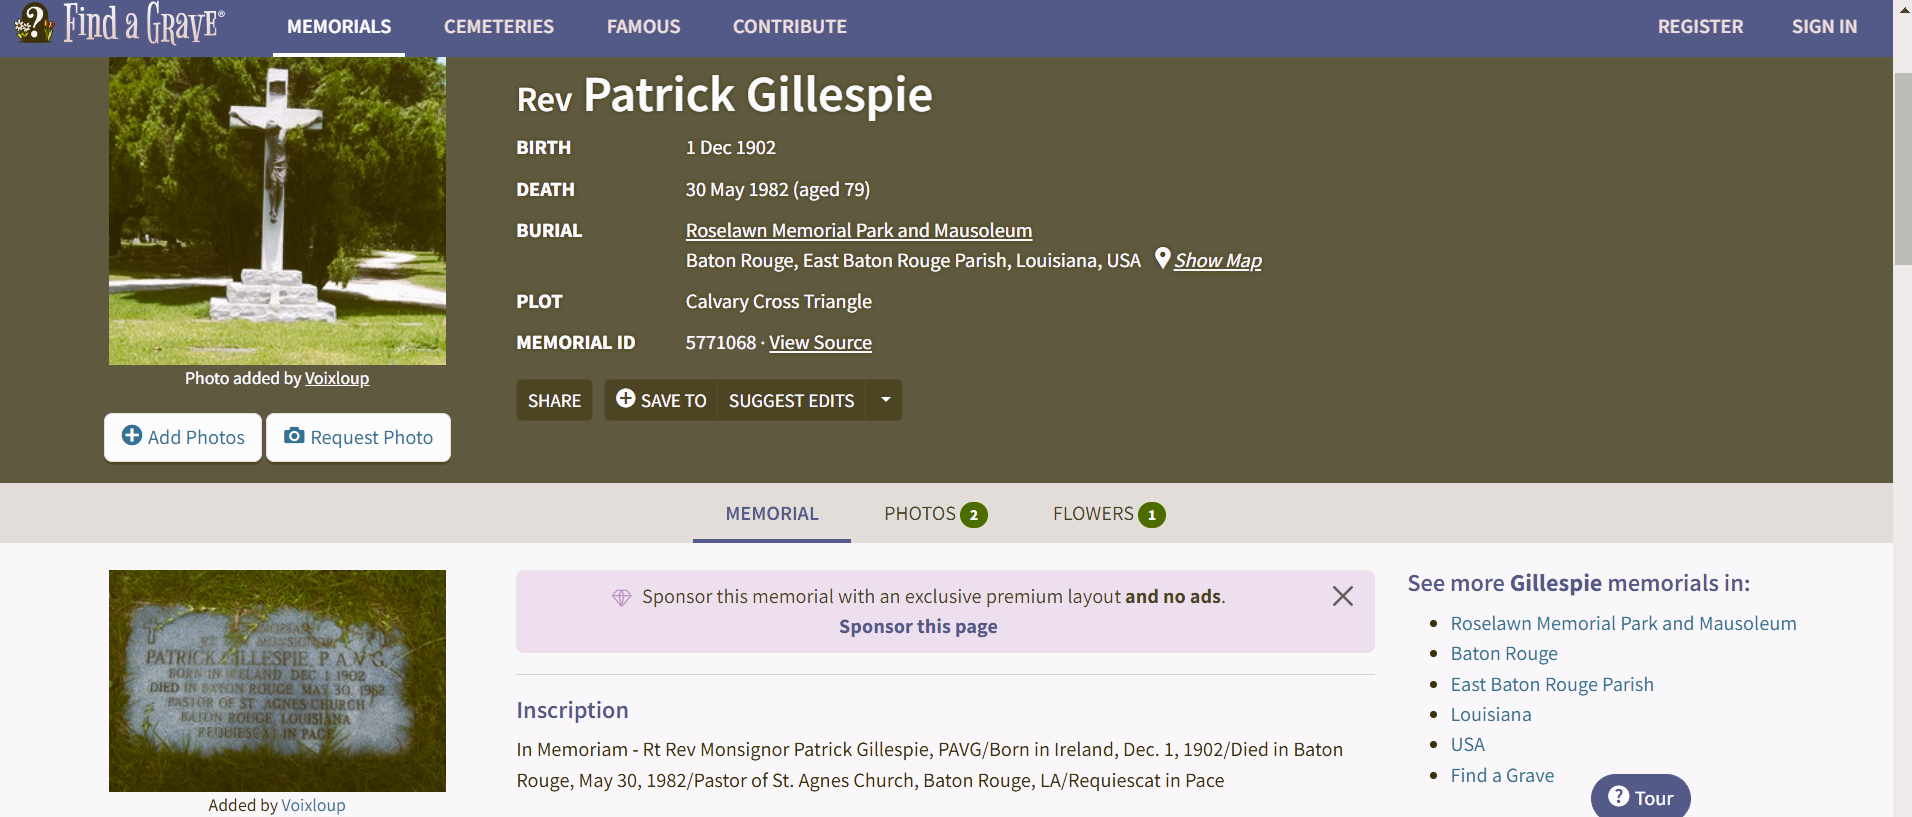 Find a Grave®
MEMORIALS
CEMETERIES
FAMOUS
CONTRIBUTE
REGISTER
SIGN IN
Rev Patrick Gillespie
BIRTH 1 Dec 1902
DEATH 30 May 1982 (aged 79)
BURIAL Roselawn Memorial Park and Mausoleum
Baton Rouge, East Baton Rouge Parish, Louisiana, USA Show Map
PLOT Calvary Cross Triangle
MEMORIAL ID 5771068 · View Source
SHARE
SAVE TO
SUGGEST EDITS
Photo added by Voixloup
Add Photos
Request Photo
MEMORIAL
PHOTOS 2
FLOWERS 1
IN MEMORIAM
RT REV MONSIGNOR
PATRICK GILLESPIE, P.A.V.G.
BORN IN IRELAND DEC. 1, 1902
DIED IN BATON ROUGE MAY 30, 1982
PASTOR OF ST. AGNES CHURCH
BATON ROUGE, LOUISIANA
REQUIESCAT IN PACE
Added by Voixloup
Sponsor this memorial with an exclusive premium layout and no ads.
Sponsor this page
Inscription
In Memoriam - Rt Rev Monsignor Patrick Gillespie, PAVG/Born in Ireland, Dec. 1, 1902/Died in Baton
Rouge, May 30, 1982/Pastor of St. Agnes Church, Baton Rouge, LA/Requiescat in Pace
See more Gillespie memorials in:
Roselawn Memorial Park and Mausoleum
Baton Rouge
East Baton Rouge Parish
Louisiana
USA
Find a Grave
? Tour